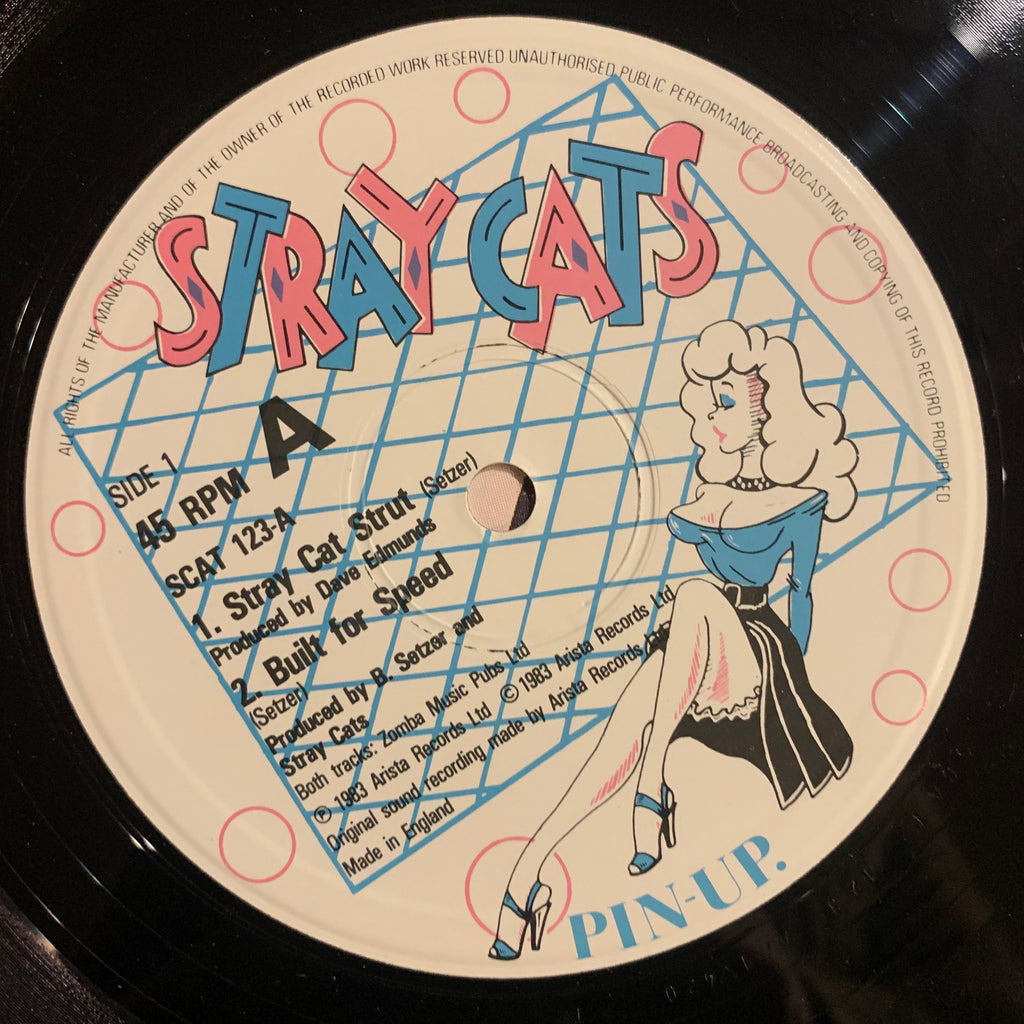 ALL RIGHTS OF THE MANUFACTURER AND OF THE OWNER OF THE RECORDED WORK RESERVED UNAUTHORISED PUBLIC PERFORMANCE BROADCASTING AND COPYING OF THIS RECORD PROHIBITED
STRAY CATS
A
SIDE 1
45 RPM
SCAT 123-A
1. Stray Cat Strut (Setzer)
Produced by Dave Edmunds
2. Built for Speed
(Setzer)
Produced by B. Setzer and
Stray Cats
Both tracks: Zomba Music Pubs Ltd
℗ 1983 Arista Records Ltd © 1983 Arista Records Ltd
Original sound recording made by Arista Records Ltd
Made in England
PIN-UP.